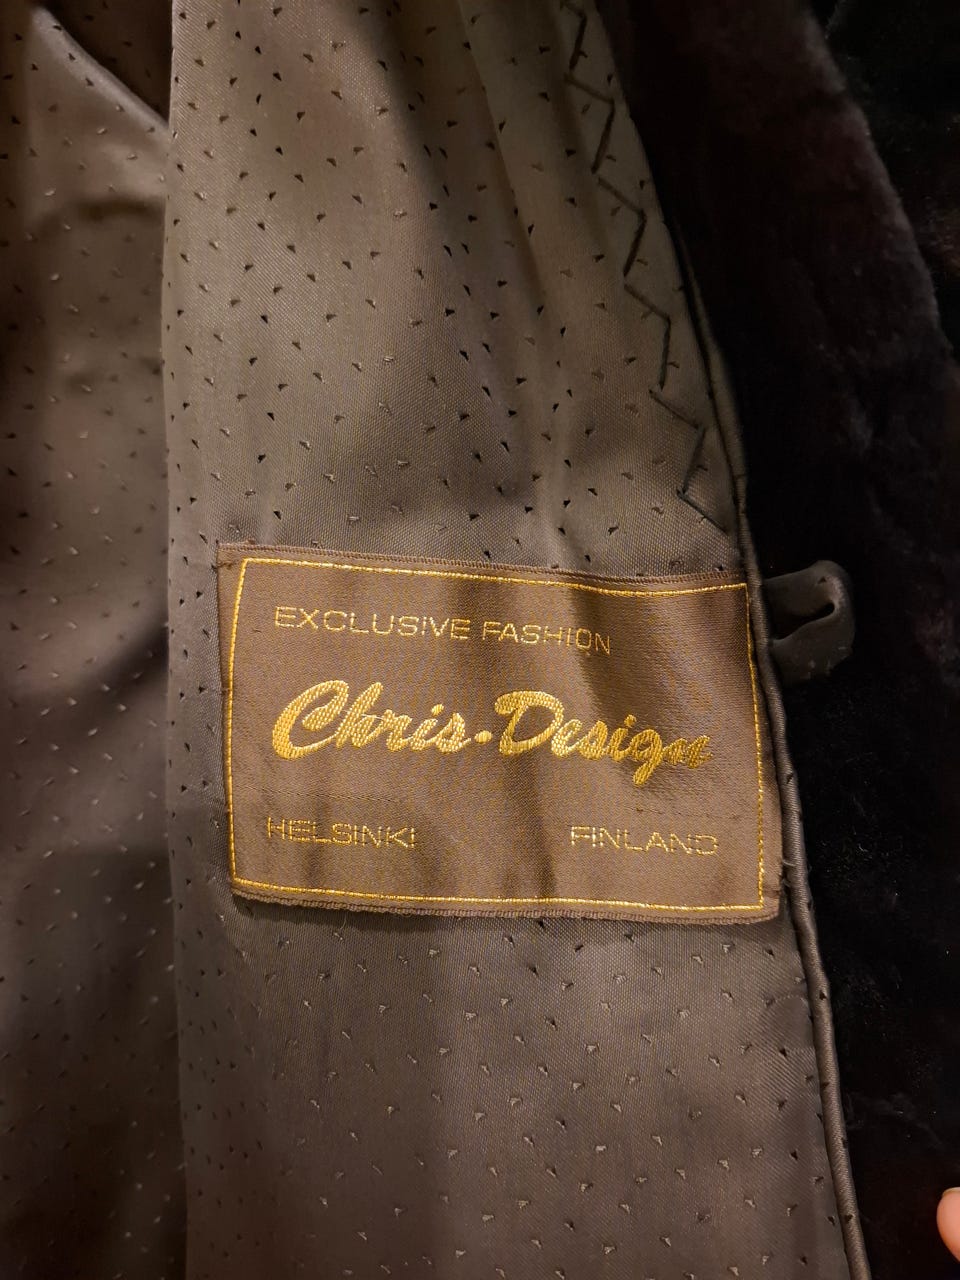 EXCLUSIVE FASHION
Chris·Design
HELSINKI FINLAND